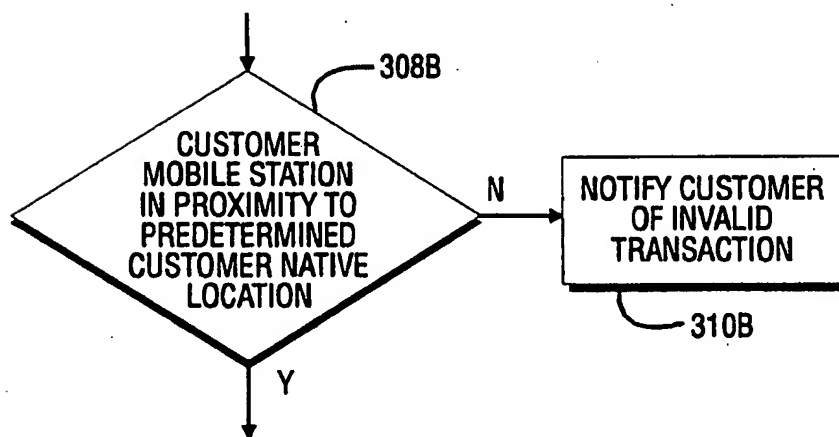 308B
CUSTOMER
MOBILE STATION
IN PROXIMITY TO
PREDETERMINED
CUSTOMER NATIVE
LOCATION
N
NOTIFY CUSTOMER
OF INVALID
TRANSACTION
310B
Y